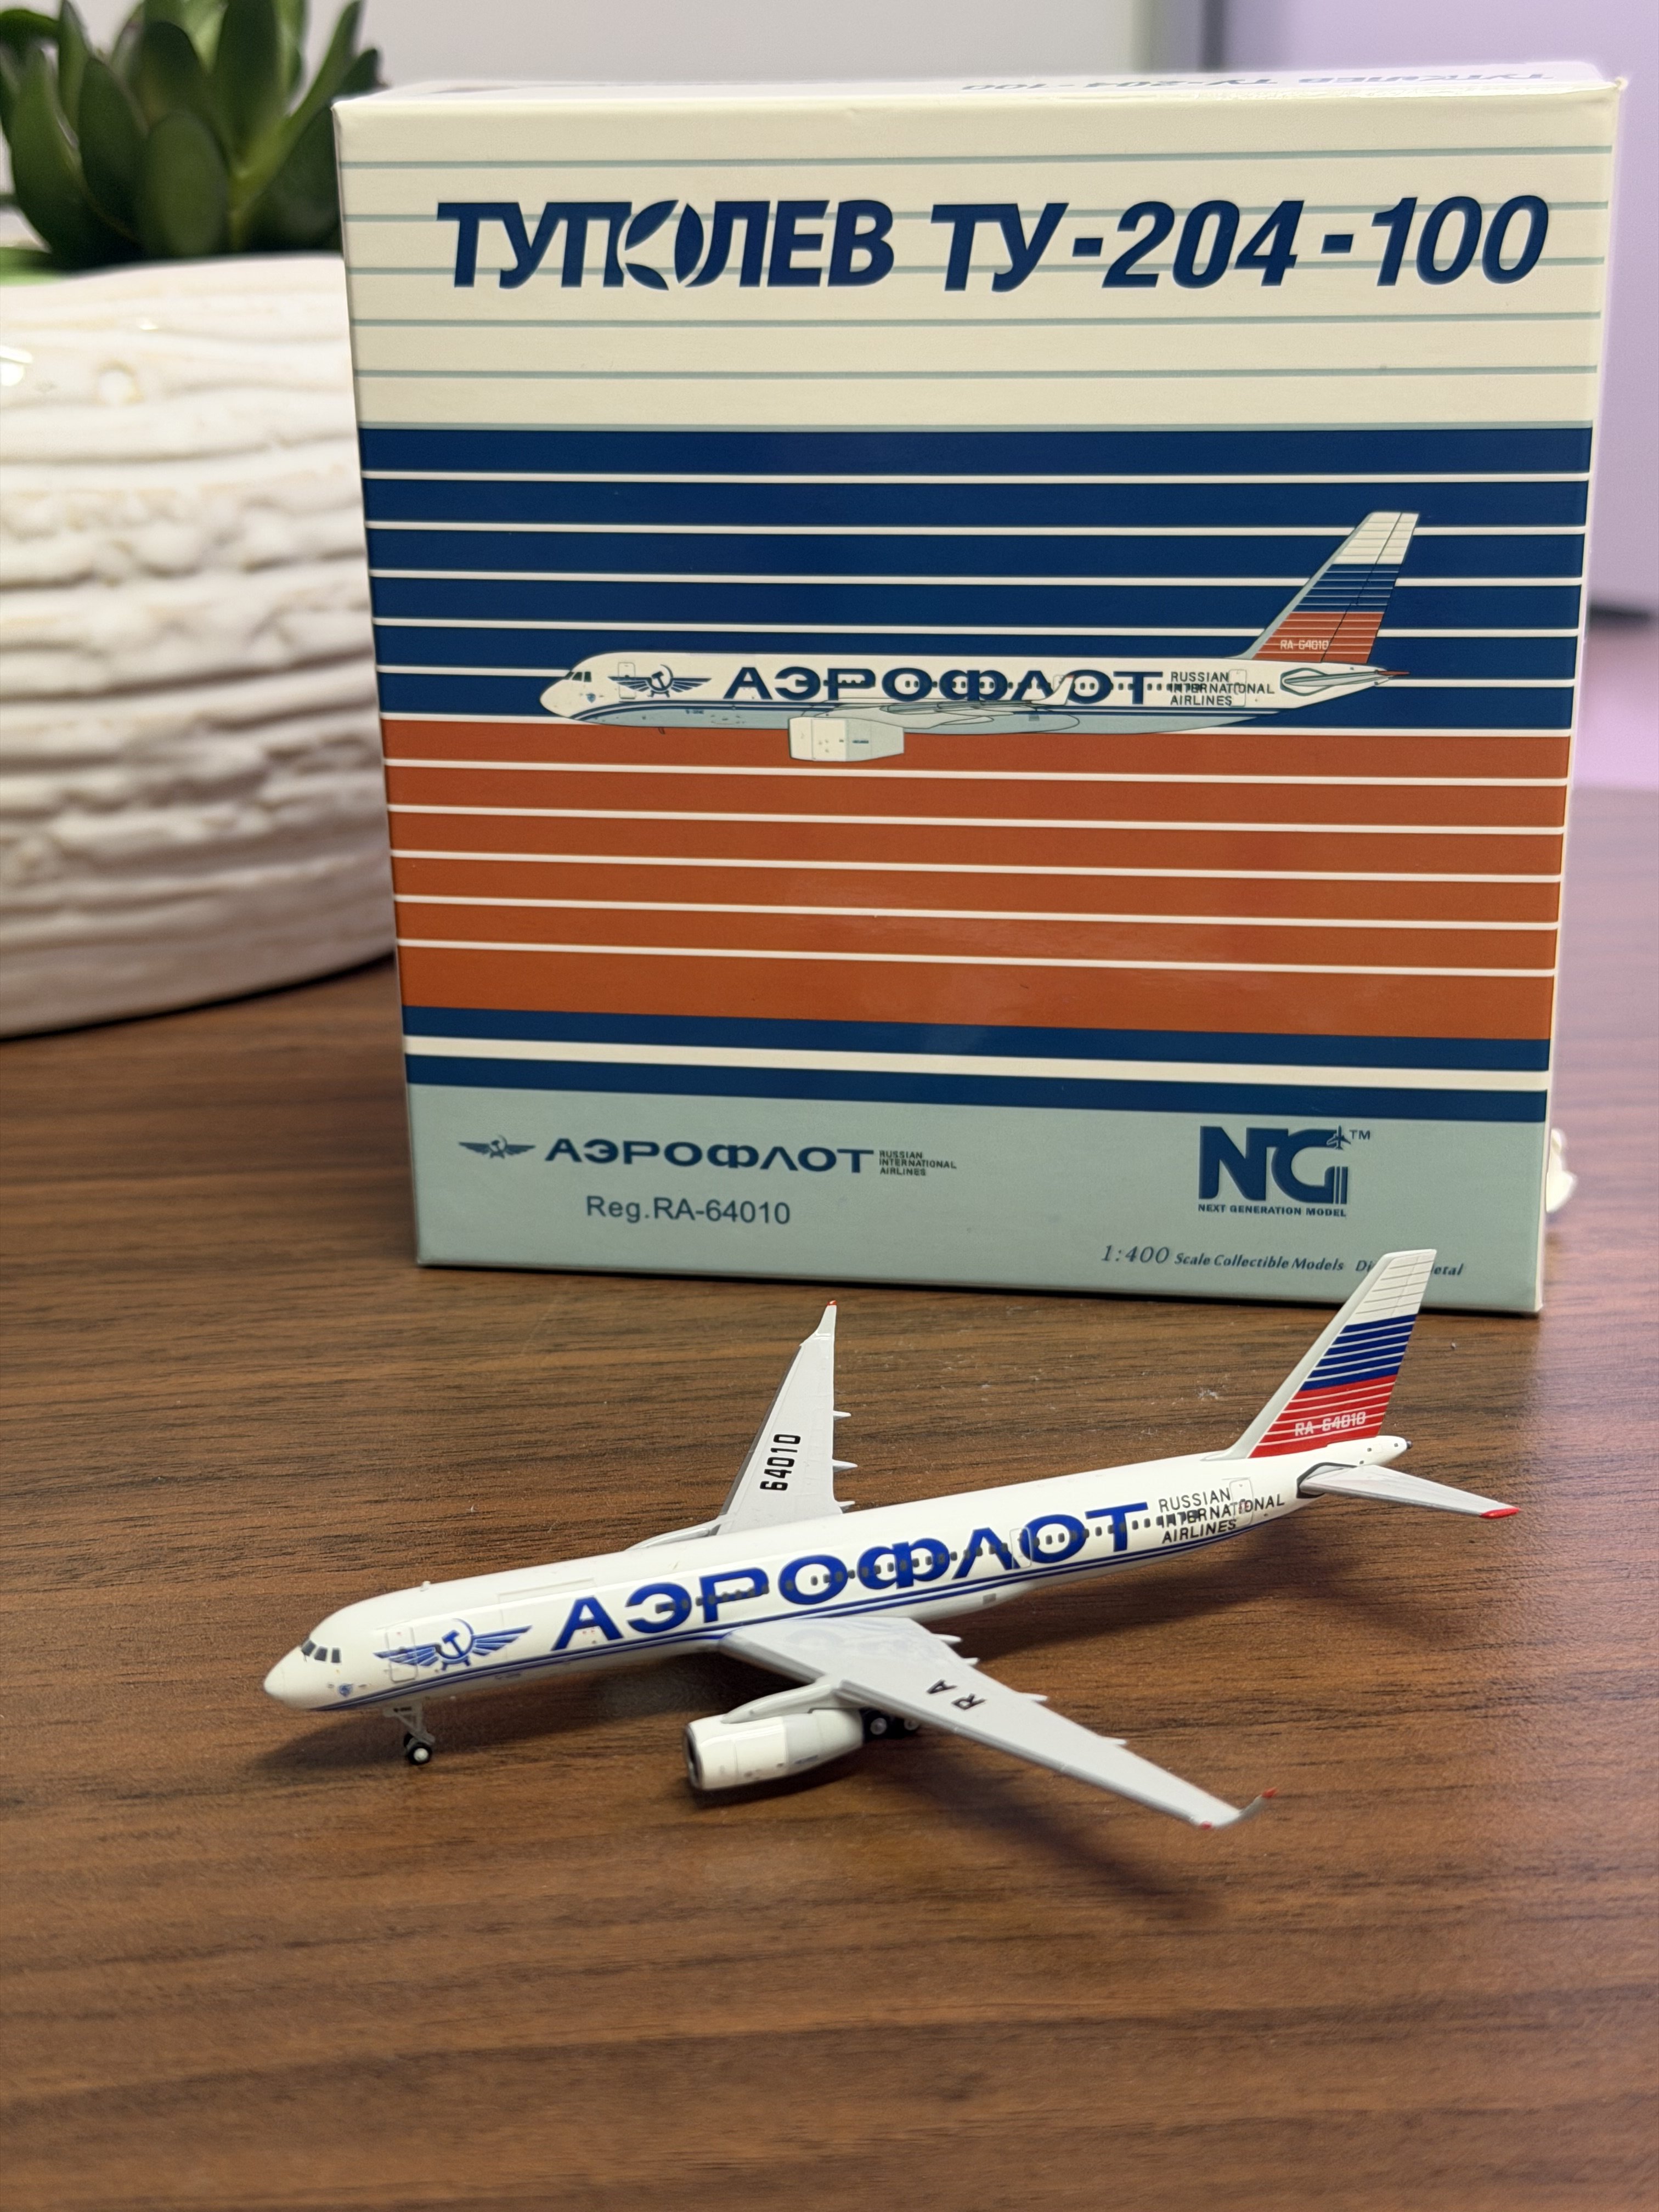 ТУПОЛЕВ ТУ-204-100
RA-64010
АЭРОФЛОТ
RUSSIAN
INTERNATIONAL
AIRLINES
АЭРОФЛОТ
RUSSIAN
INTERNATIONAL
AIRLINES
Reg.RA-64010
NG™
NEXT GENERATION MODEL
1:400 Scale Collectible Models
RA-64010
64010
АЭРОФЛОТ
RUSSIAN
INTERNATIONAL
AIRLINES
RA